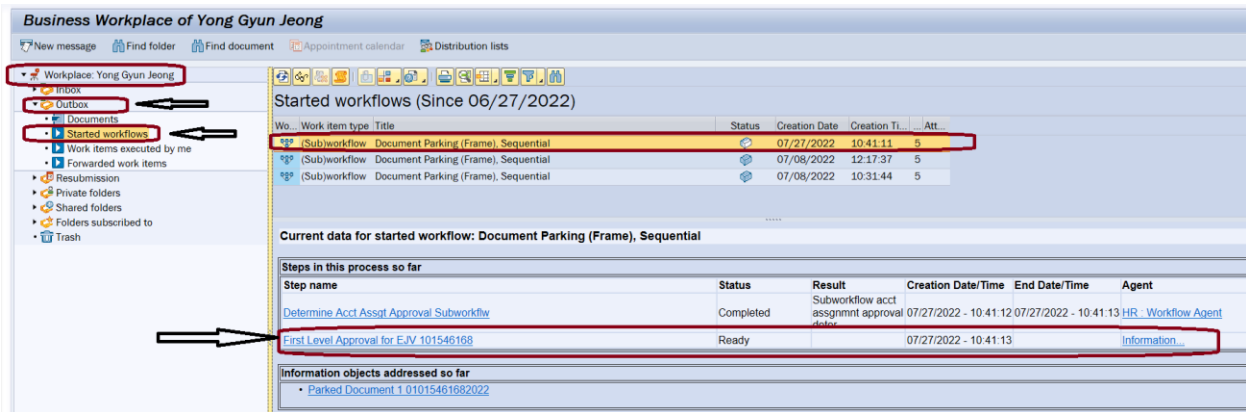 Business Workplace of Yong Gyun Jeong
New message Find folder Find document Appointment calendar Distribution lists
Workplace: Yong Gyun Jeong
Inbox
Outbox
Documents
Started workflows
Work items executed by me
Forwarded work items
Resubmission
Private folders
Shared folders
Folders subscribed to
Trash
Started workflows (Since 06/27/2022)
Wo... Work item type Title Status Creation Date Creation Ti... ... Att...
(Sub)workflow Document Parking (Frame), Sequential 07/27/2022 10:41:11 5
(Sub)workflow Document Parking (Frame), Sequential 07/08/2022 12:17:37 5
(Sub)workflow Document Parking (Frame), Sequential 07/08/2022 10:31:44 5
Current data for started workflow: Document Parking (Frame), Sequential
Steps in this process so far
Step name Status Result Creation Date/Time End Date/Time Agent
Determine Acct Assgt Approval Subworkflw Completed Subworkflow acct
assgnmnt approval 07/27/2022 - 10:41:12 07/27/2022 - 10:41:13 HR : Workflow Agent
First Level Approval for EJV 101546168 Ready 07/27/2022 - 10:41:13 Information...
Information objects addressed so far
Parked Document 1 01015461682022